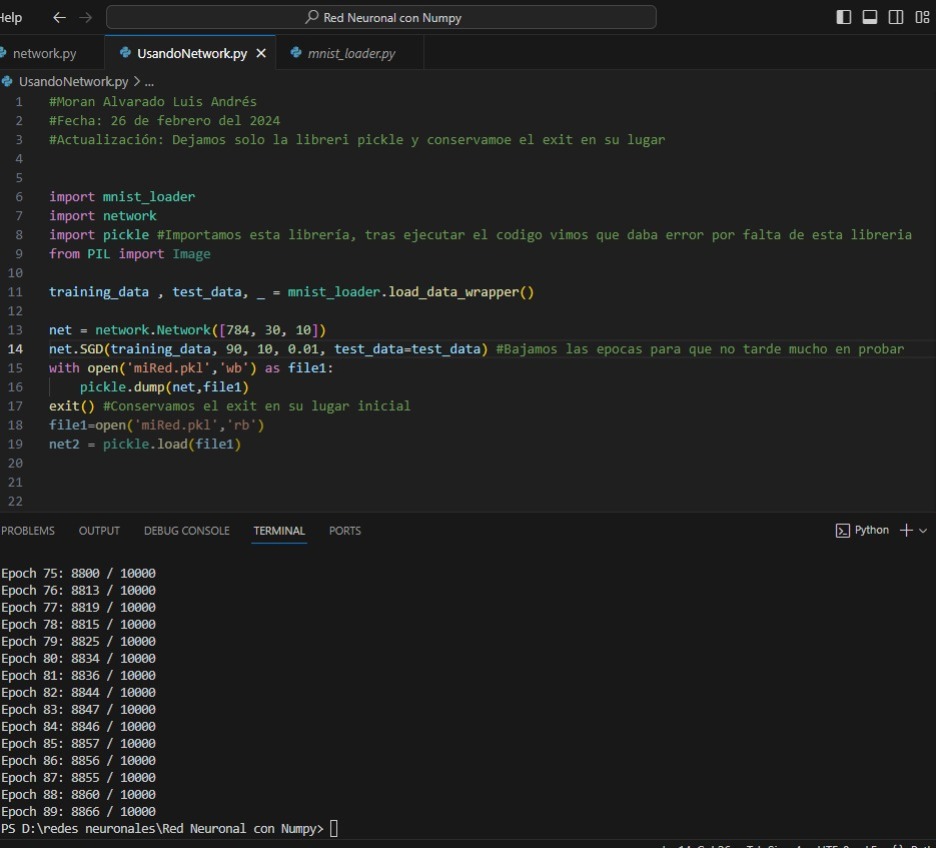 Help
Red Neuronal con Numpy
network.py
UsandoNetwork.py
mnist_loader.py
UsandoNetwork.py > ...
1 #Moran Alvarado Luis Andrés
2 #Fecha: 26 de febrero del 2024
3 #Actualización: Dejamos solo la libreri pickle y conservamoe el exit en su lugar
4
5
6 import mnist_loader
7 import network
8 import pickle #Importamos esta librería, tras ejecutar el codigo vimos que daba error por falta de esta libreria
9 from PIL import Image
10
11 training_data , test_data, _ = mnist_loader.load_data_wrapper()
12
13 net = network.Network([784, 30, 10])
14 net.SGD(training_data, 90, 10, 0.01, test_data=test_data) #Bajamos las epocas para que no tarde mucho en probar
15 with open('miRed.pkl','wb') as file1:
16 pickle.dump(net,file1)
17 exit() #Conservamos el exit en su lugar inicial
18 file1=open('miRed.pkl','rb')
19 net2 = pickle.load(file1)
20
21
22
PROBLEMS OUTPUT DEBUG CONSOLE TERMINAL PORTS
Python
Epoch 75: 8800 / 10000
Epoch 76: 8813 / 10000
Epoch 77: 8819 / 10000
Epoch 78: 8815 / 10000
Epoch 79: 8825 / 10000
Epoch 80: 8834 / 10000
Epoch 81: 8836 / 10000
Epoch 82: 8844 / 10000
Epoch 83: 8847 / 10000
Epoch 84: 8846 / 10000
Epoch 85: 8857 / 10000
Epoch 86: 8856 / 10000
Epoch 87: 8855 / 10000
Epoch 88: 8860 / 10000
Epoch 89: 8866 / 10000
PS D:\redes neuronales\Red Neuronal con Numpy>